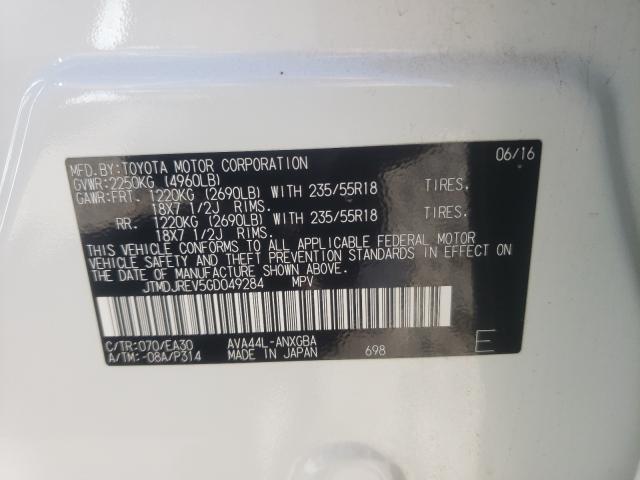 MFD.BY:TOYOTA MOTOR CORPORATION 06/16
GVWR:2250KG (4960LB)
GAWR:FRT. 1220KG (2690LB) WITH 235/55R18 TIRES,
18X7 1/2J RIMS.
RR. 1220KG (2690LB) WITH 235/55R18 TIRES,
18X7 1/2J RIMS.
THIS VEHICLE CONFORMS TO ALL APPLICABLE FEDERAL MOTOR
VEHICLE SAFETY AND THEFT PREVENTION STANDARDS IN EFFECT ON
THE DATE OF MANUFACTURE SHOWN ABOVE.
JTMDJREV5GD049284 MPV
C/TR:070/EA30 AVA44L-ANXGBA
A/TM:-08A/P314 MADE IN JAPAN 698 E